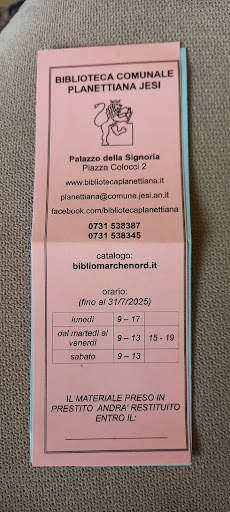 BIBLIOTECA COMUNALE
PLANETTIANA JESI
Palazzo della Signoria
Piazza Colocci 2
www.bibliotecaplanettiana.it
planettiana@comune.jesi.an.it
facebook.com/bibliotecaplanettiana
0731 538387
0731 538345
catalogo:
bibliomarchenord.it
orario:
(fino al 31/7/2025)
lunedì 9 – 17
dal martedì al
venerdì 9 – 13 15 - 19
sabato 9 – 13
IL MATERIALE PRESO IN
PRESTITO ANDRA' RESTITUITO
ENTRO IL: